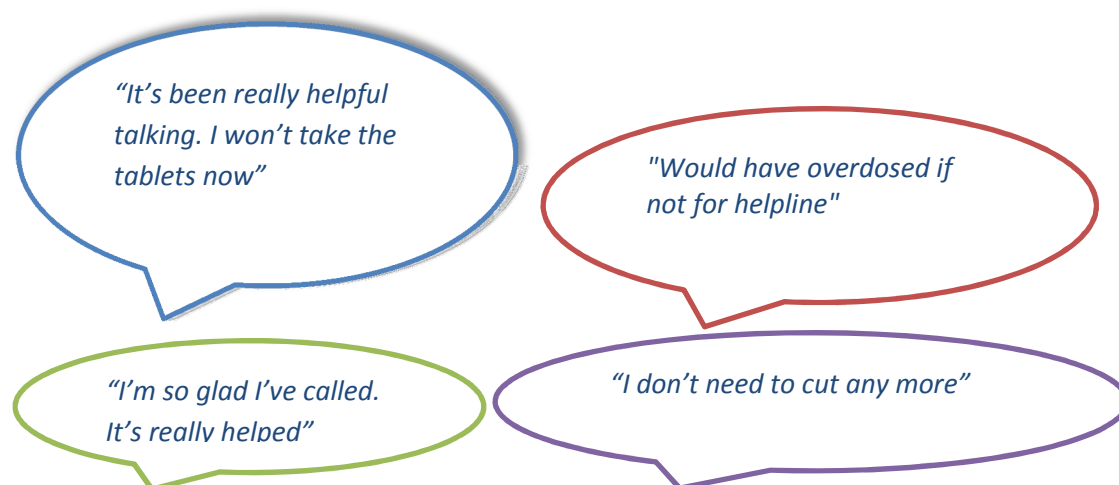 “It’s been really helpful
talking. I won’t take the
tablets now”
"Would have overdosed if
not for helpline"
“I’m so glad I’ve called.
It’s really helped”
“I don’t need to cut any more”